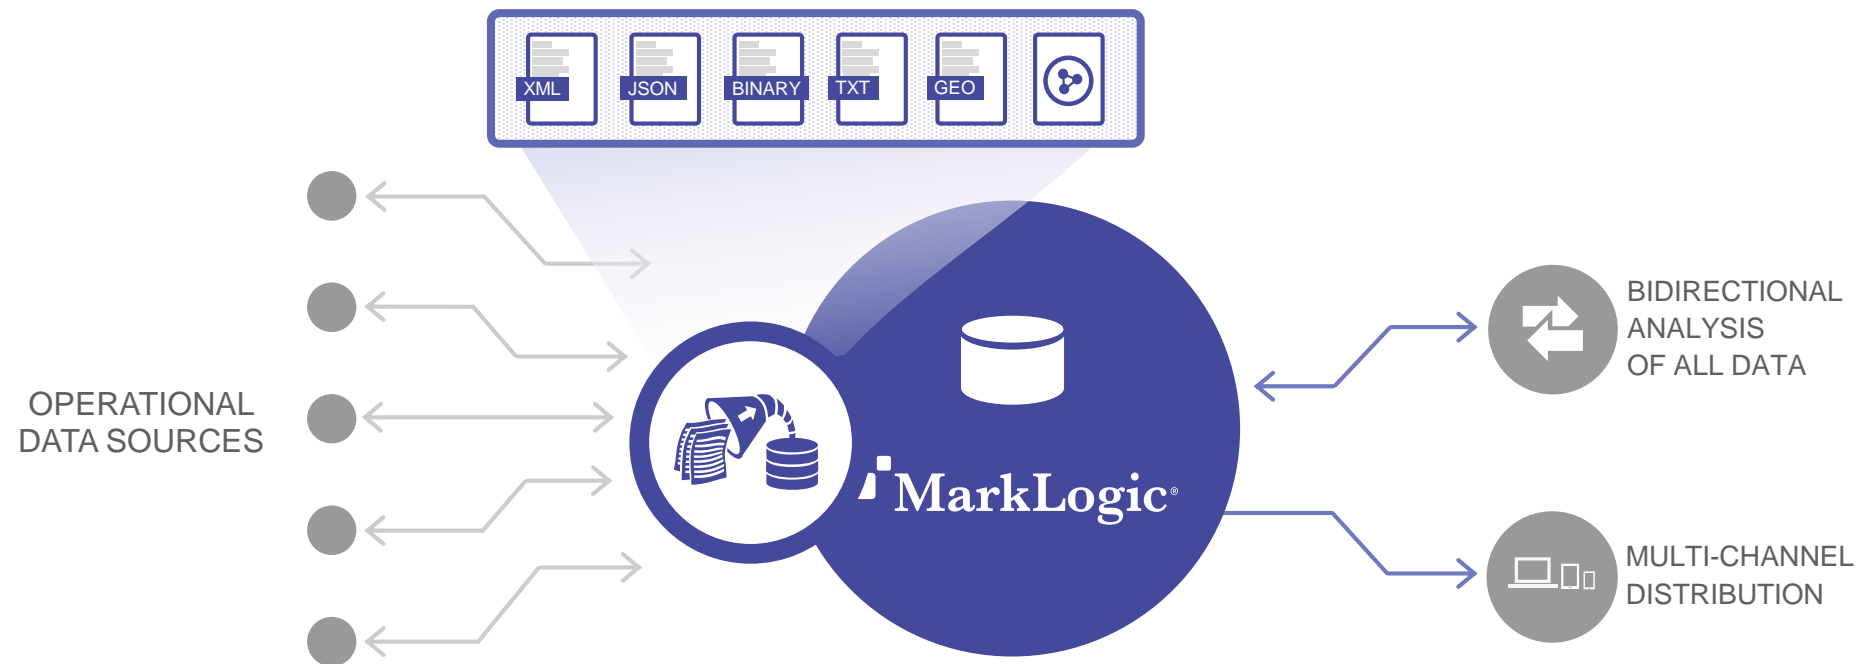 XML
JSON
BINARY
TXT
GEO
OPERATIONAL
DATA SOURCES
MarkLogic®
BIDIRECTIONAL
ANALYSIS
OF ALL DATA
MULTI-CHANNEL
DISTRIBUTION